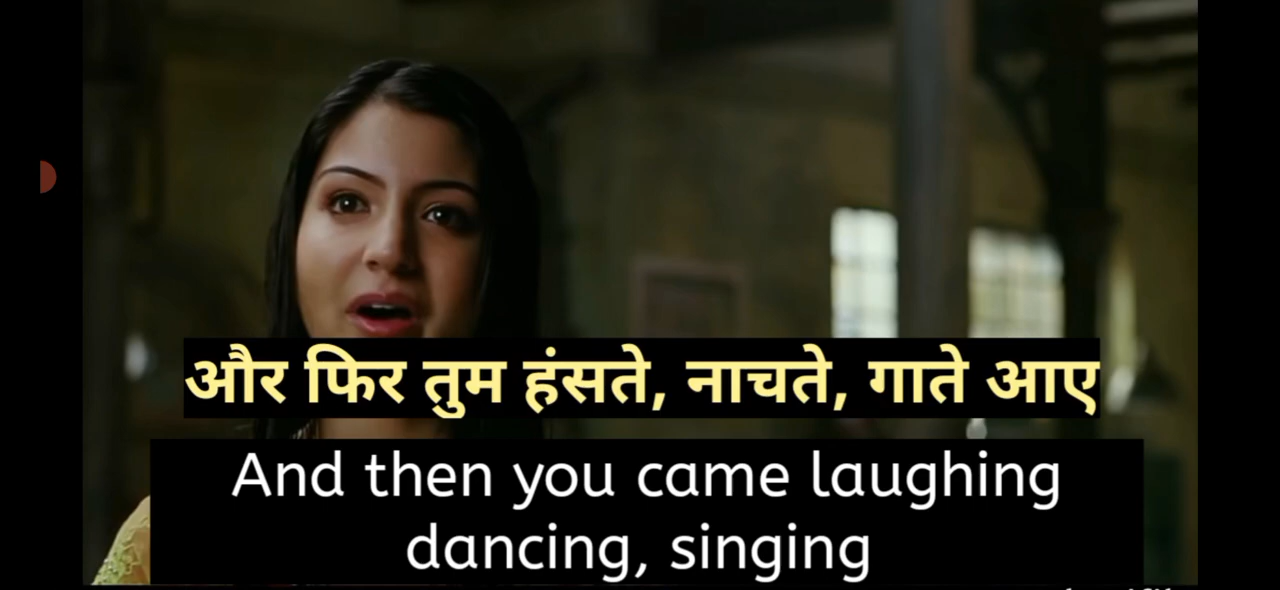 और फिर तुम हंसते, नाचते, गाते आए
And then you came laughing
dancing, singing